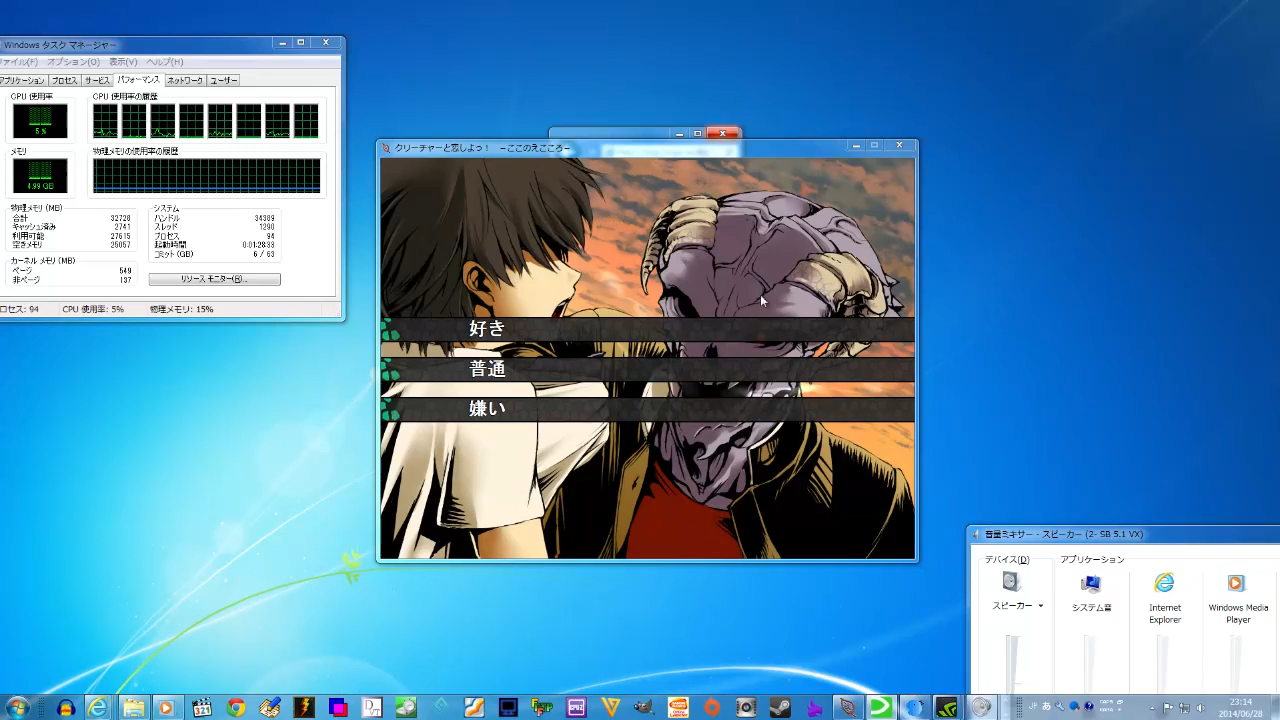 Windows タスク マネージャー
ファイル(F) オプション(O) 表示(V) ヘルプ(H)
アプリケーション プロセス サービス パフォーマンス ネットワーク ユーザー
CPU 使用率
CPU 使用率の履歴
5 %
メモリ
物理メモリの使用率の履歴
4.99 GB
物理メモリ (MB)
合計 32728
キャッシュ済み 2741
利用可能 27615
空きメモリ 25057
カーネル メモリ (MB)
ページ 549
非ページ 137
システム
ハンドル 34389
スレッド 1290
プロセス 94
起動時間 0:01:28:39
コミット (GB) 6 / 63
リソース モニター(R)...
ロセス: 94 CPU 使用率: 5% 物理メモリ: 15%
クリーチャーと恋しよっ！ －ここのえこころ－
好き
普通
嫌い
音量ミキサー - スピーカー (2- SB 5.1 VX)
デバイス(D) アプリケーション
スピーカー システム音 Internet Explorer Windows Media Player
321
JP あ
CAPS
KANA
23:14
2014/06/28